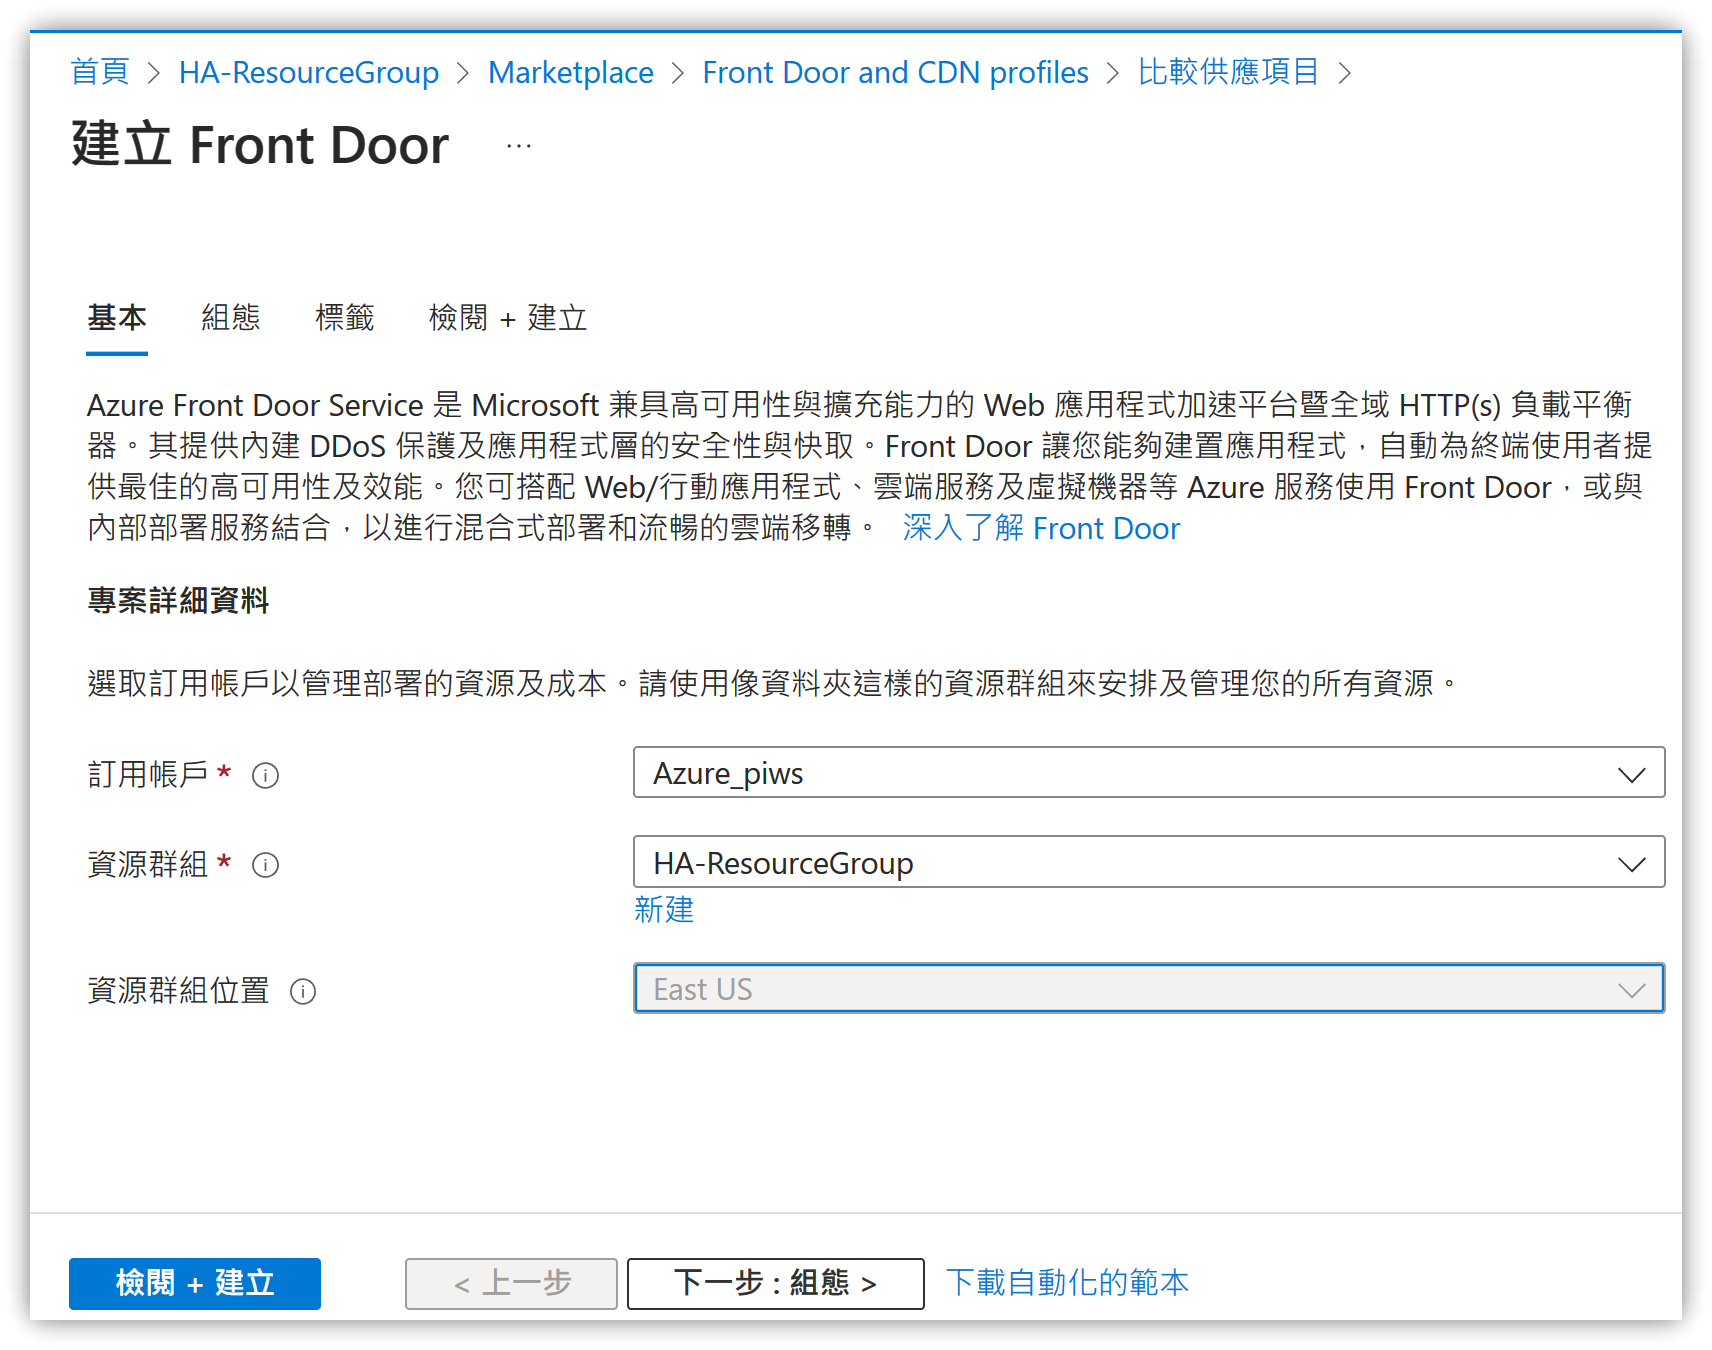 首頁 > HA-ResourceGroup > Marketplace > Front Door and CDN profiles > 比較供應項目 >
建立 Front Door ...
基本 組態 標籤 檢閱 + 建立
Azure Front Door Service 是 Microsoft 兼具高可用性與擴充能力的 Web 應用程式加速平台暨全域 HTTP(s) 負載平衡
器。其提供內建 DDoS 保護及應用程式層的安全性與快取。Front Door 讓您能夠建置應用程式，自動為終端使用者提
供最佳的高可用性及效能。您可搭配 Web/行動應用程式、雲端服務及虛擬機器等 Azure 服務使用 Front Door，或與
內部部署服務結合，以進行混合式部署和流暢的雲端移轉。 深入了解 Front Door
專案詳細資料
選取訂用帳戶以管理部署的資源及成本。請使用像資料夾這樣的資源群組來安排及管理您的所有資源。
訂用帳戶 * Azure_piws
資源群組 * HA-ResourceGroup
新建
資源群組位置 East US
檢閱 + 建立 < 上一步 下一步 : 組態 > 下載自動化的範本